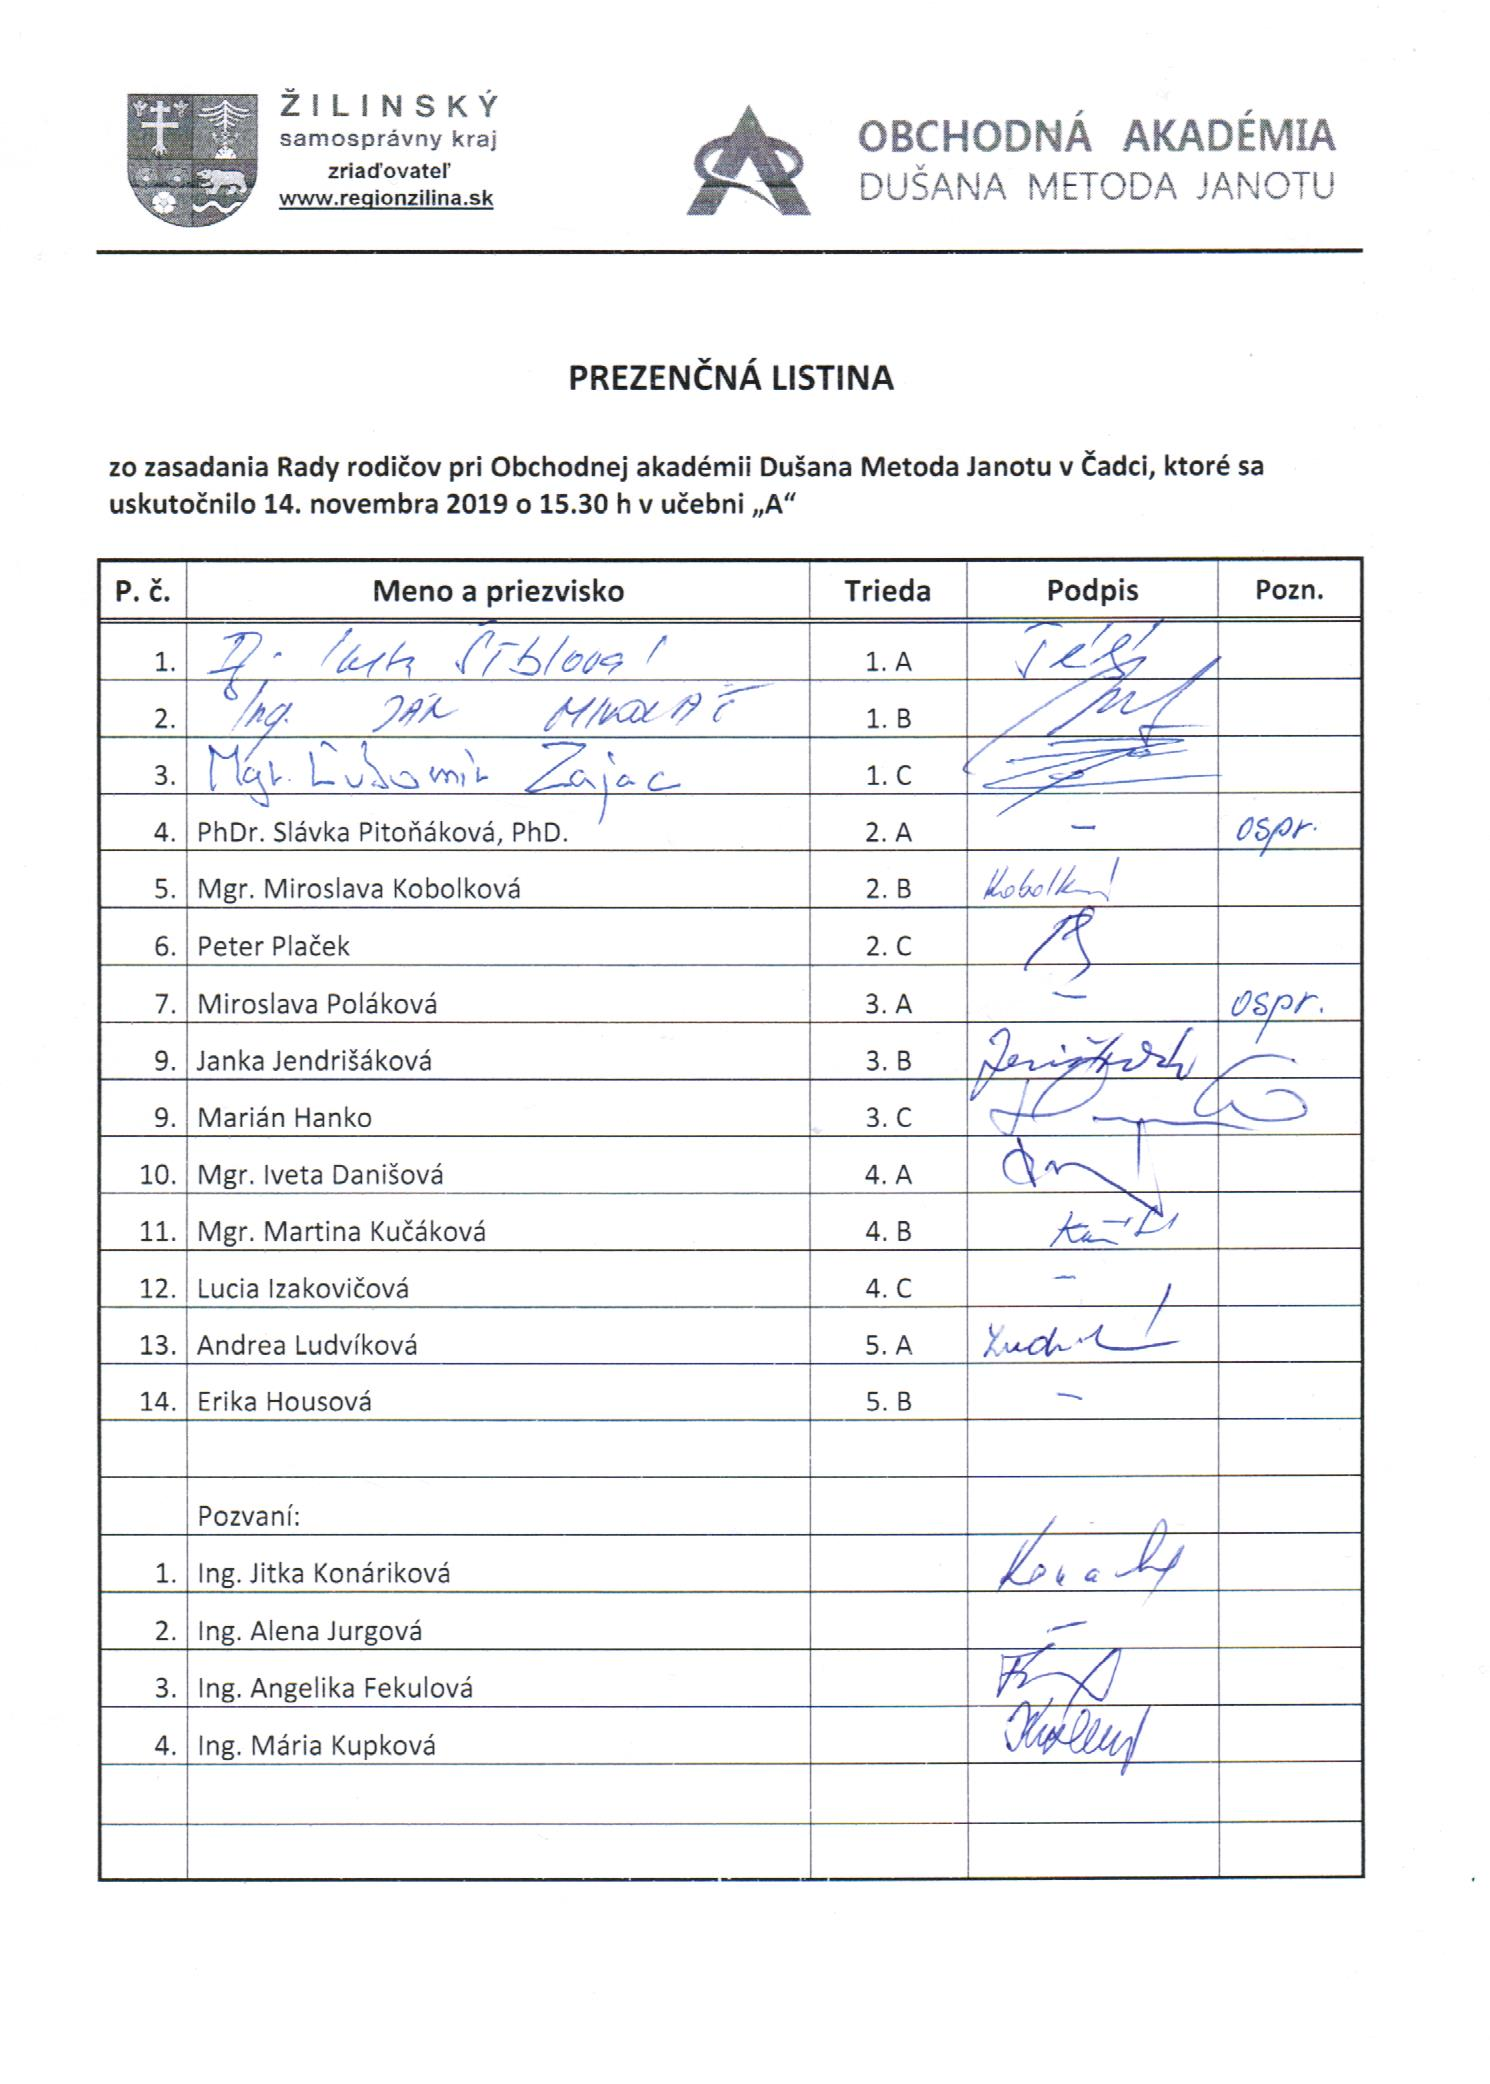 ŽILINSKÝ
samosprávny kraj
zriaďovateľ
www.regionzilina.sk
OBCHODNÁ AKADÉMIA
DUŠANA METODA JANOTU
PREZENČNÁ LISTINA
zo zasadania Rady rodičov pri Obchodnej akadémii Dušana Metoda Janotu v Čadci, ktoré sa
uskutočnilo 14. novembra 2019 o 15.30 h v učebni „A“
P. č. Meno a priezvisko Trieda Podpis Pozn.
1. 1. A
2. Ing. JÁN 1. B
3. Mgr. Ľubomír Zajac 1. C
4. PhDr. Slávka Pitoňáková, PhD. 2. A – ospr.
5. Mgr. Miroslava Kobolková 2. B
6. Peter Plaček 2. C
7. Miroslava Poláková 3. A – ospr.
9. Janka Jendrišáková 3. B
9. Marián Hanko 3. C
10. Mgr. Iveta Danišová 4. A
11. Mgr. Martina Kučáková 4. B
12. Lucia Izakovičová 4. C –
13. Andrea Ludvíková 5. A
14. Erika Housová 5. B –
Pozvaní:
1. Ing. Jitka Konáriková
2. Ing. Alena Jurgová –
3. Ing. Angelika Fekulová
4. Ing. Mária Kupková